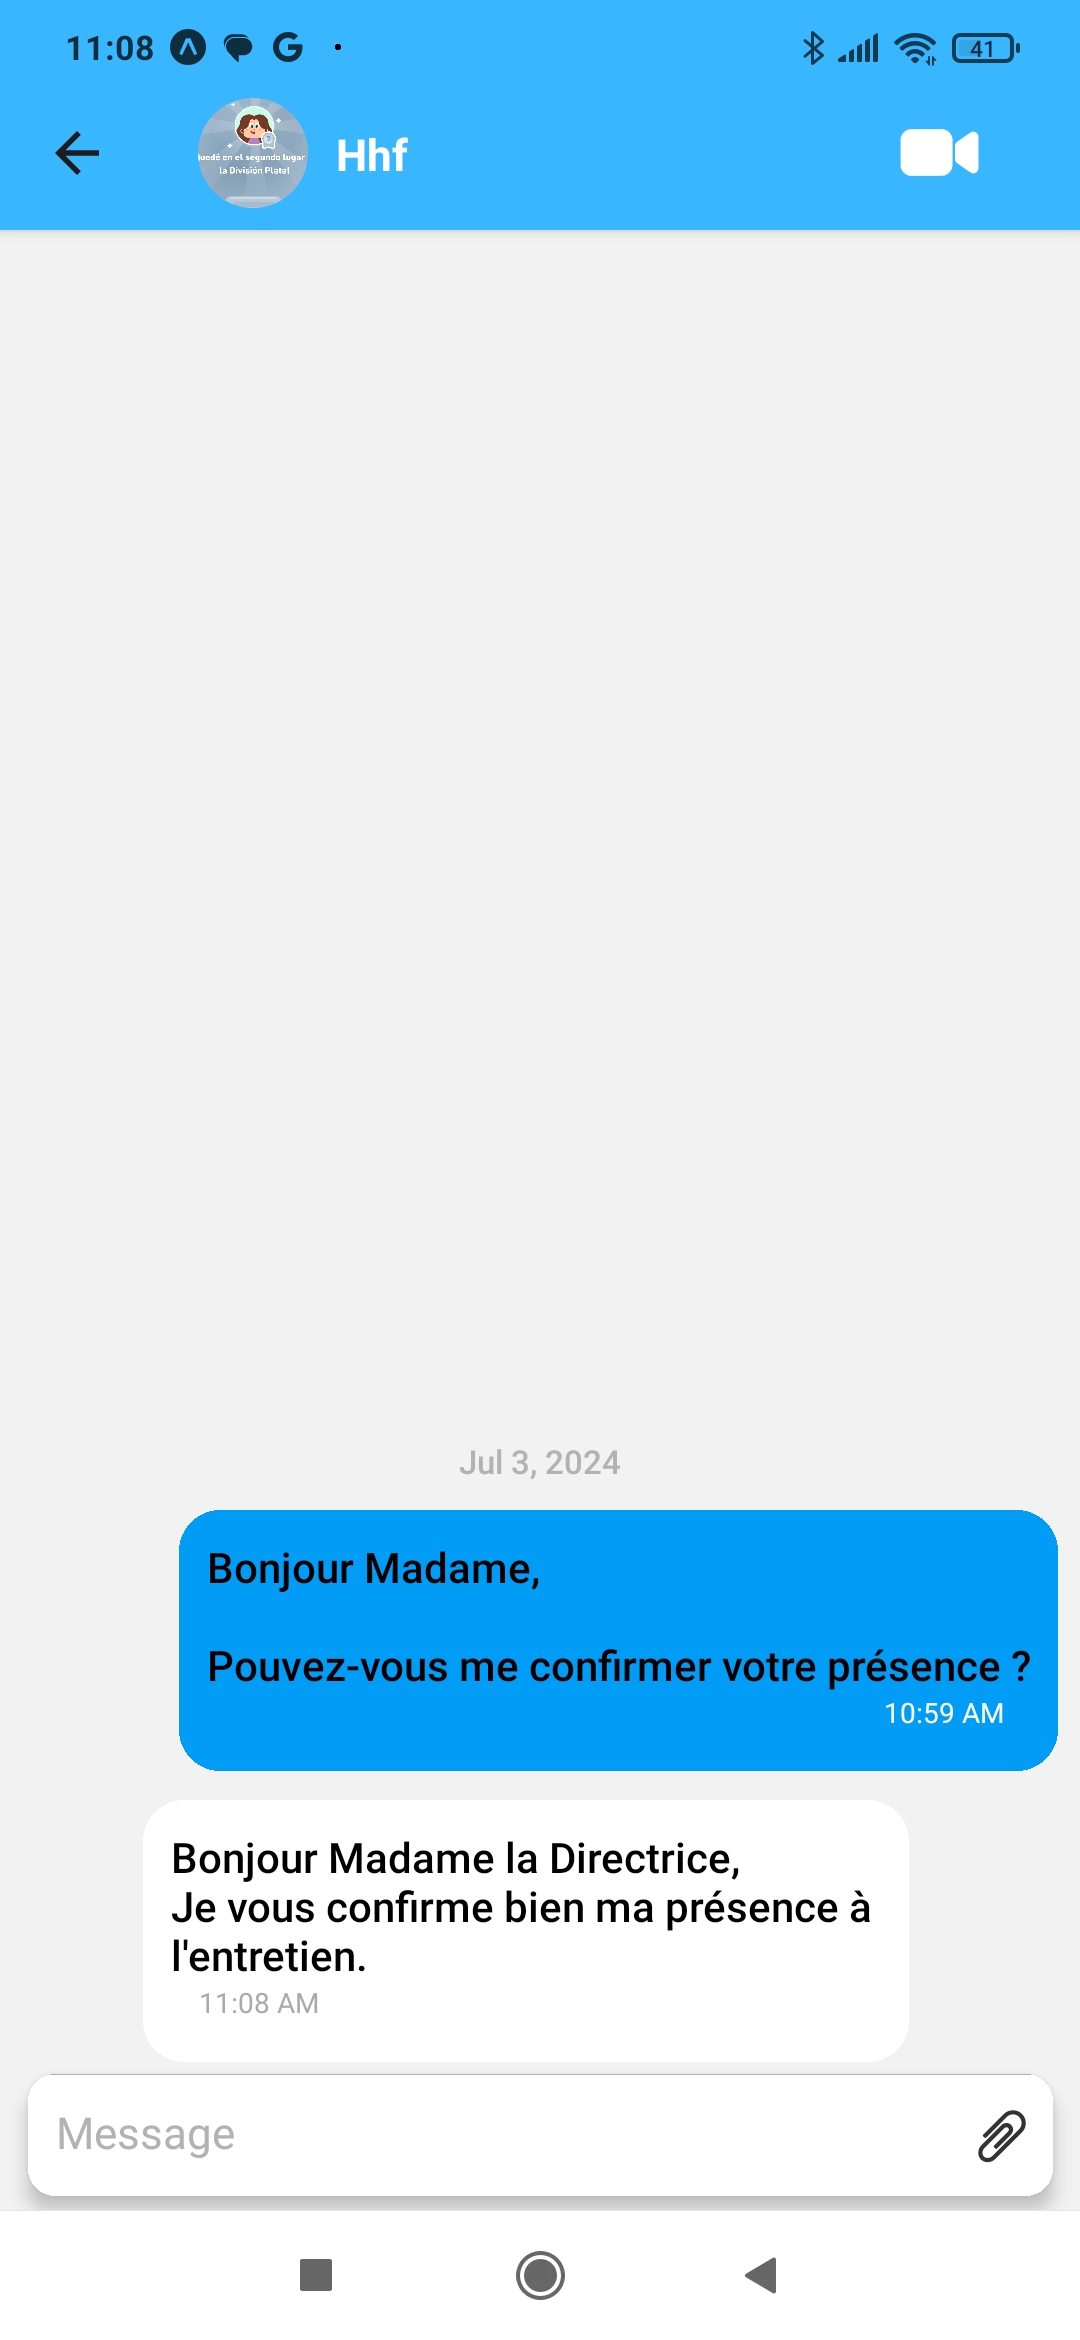 11:08
41
uedé en el segundo lugar
la División Plata!
Hhf
Jul 3, 2024
Bonjour Madame,
Pouvez-vous me confirmer votre présence ?
10:59 AM
Bonjour Madame la Directrice,
Je vous confirme bien ma présence à
l'entretien.
11:08 AM
Message